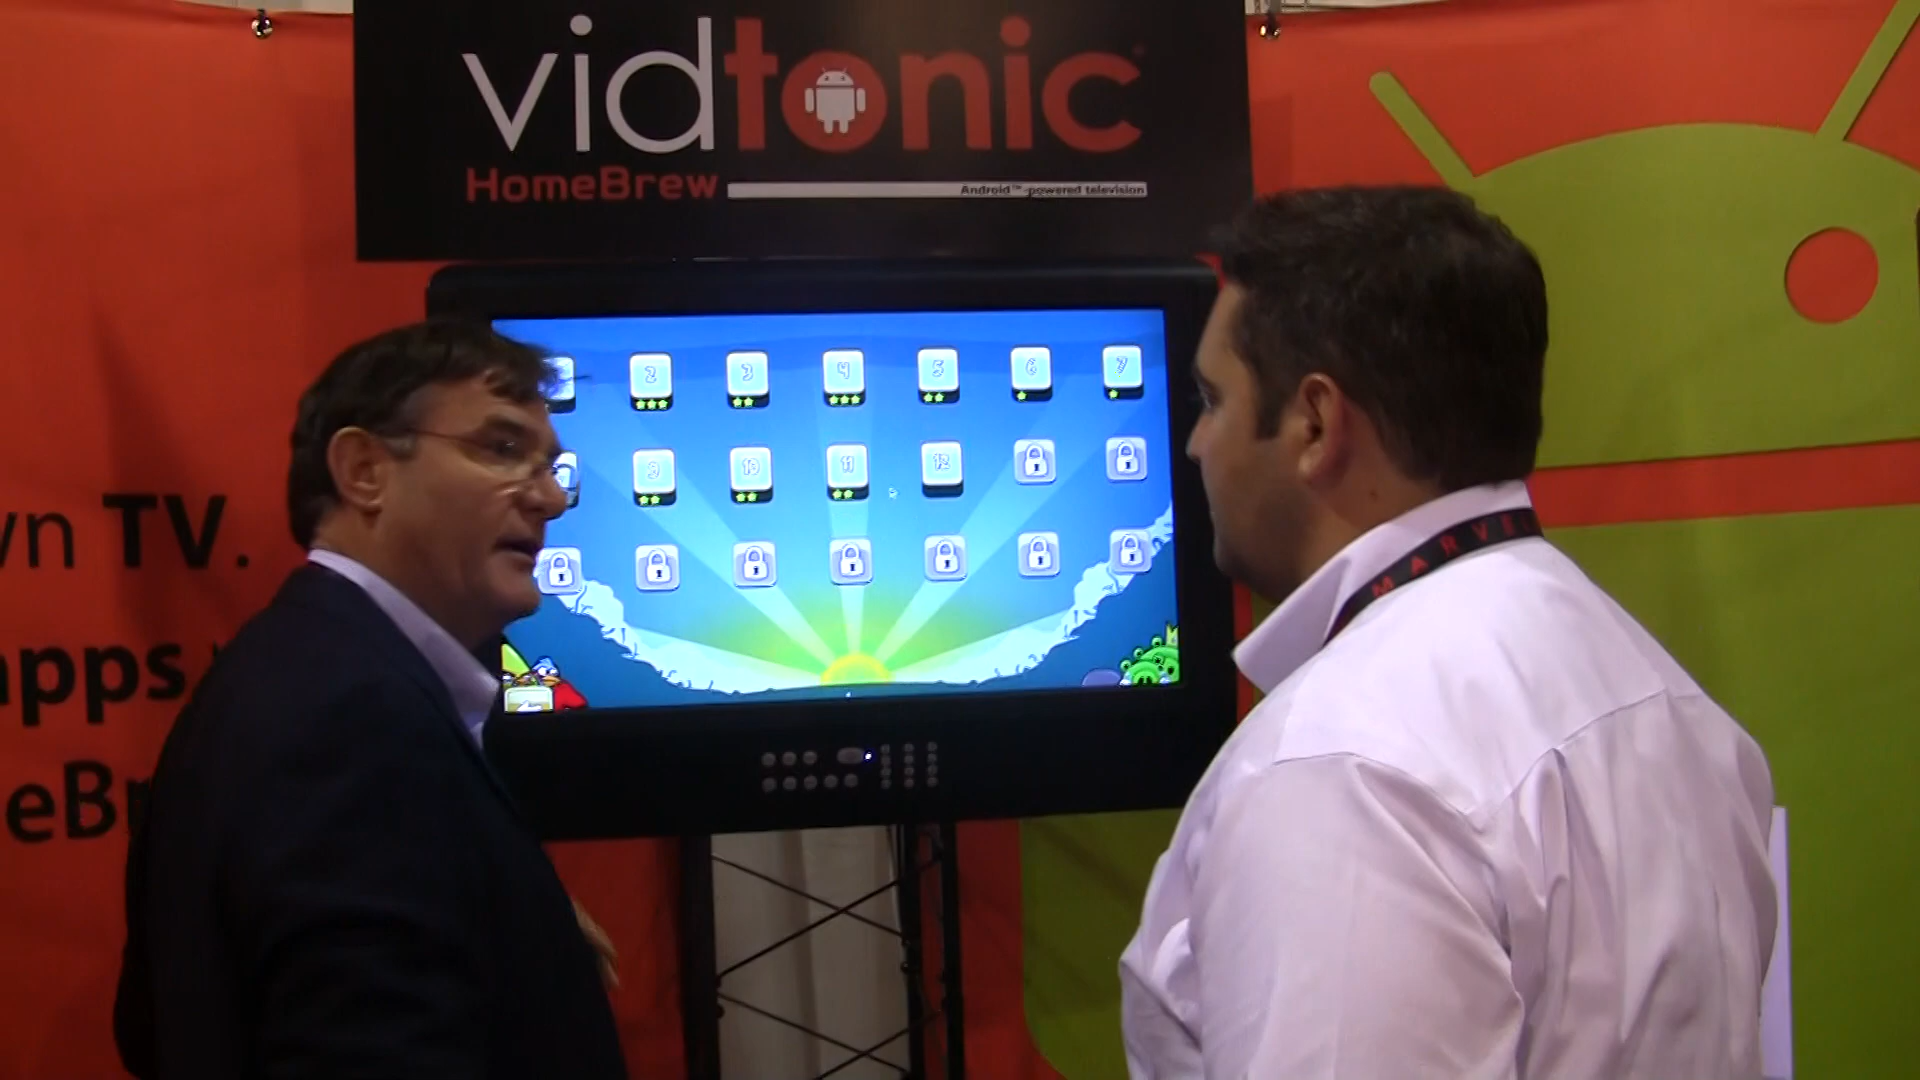 vidtonic
HomeBrew
Android™-powered television
2
3
4
5
6
7
9
10
11
12
wn TV.
apps
eBr
MARVE